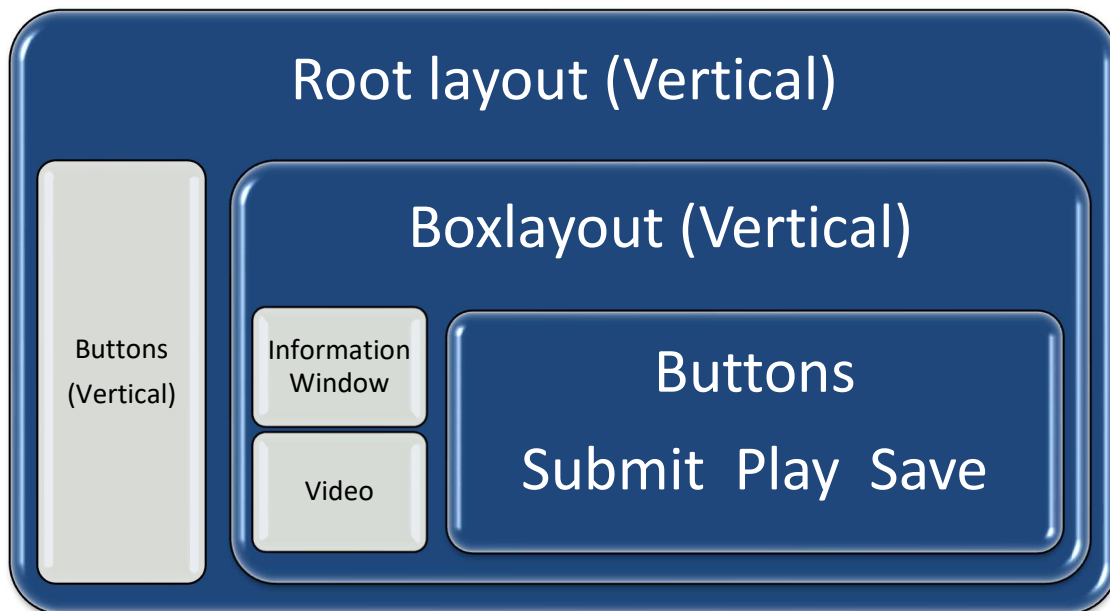 Root layout (Vertical)
Buttons
(Vertical)
Boxlayout (Vertical)
Information
Window
Video
Buttons
Submit Play Save